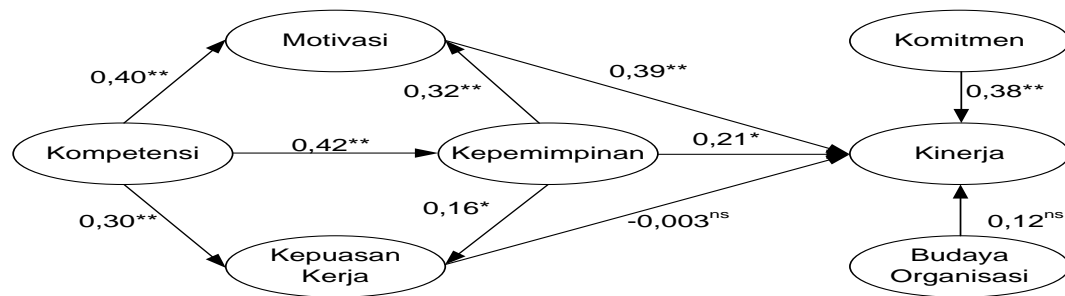 Motivasi
Komitmen
0,40**
0,39**
0,32**
0,38**
Kompetensi
0,42**
Kepemimpinan
0,21*
Kinerja
0,30**
0,16*
-0,003ns
0,12ns
Kepuasan
Kerja
Budaya
Organisasi